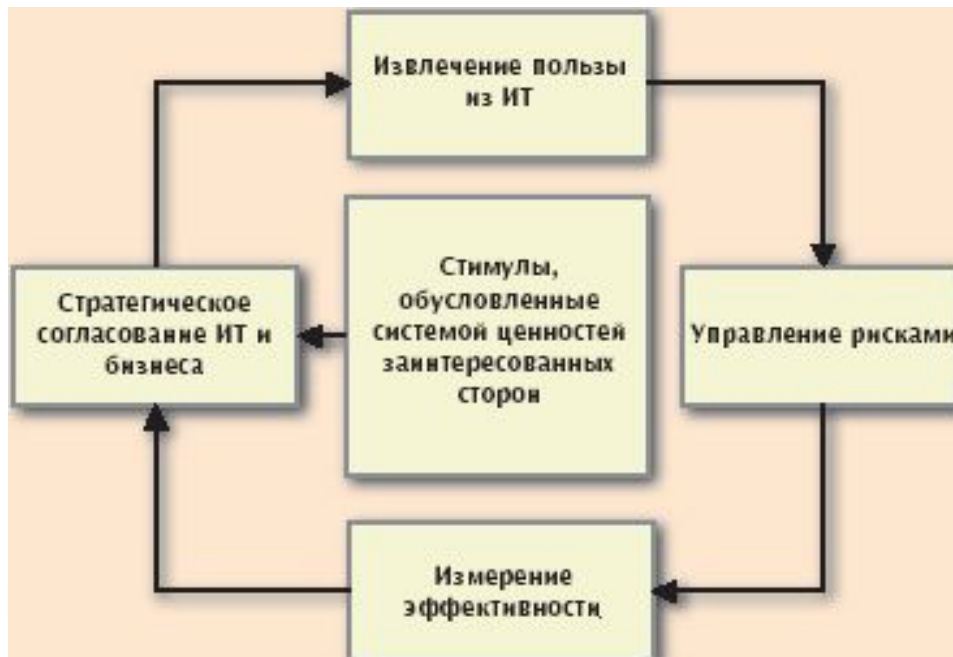 Извлечение пользы
из ИТ
Стимулы,
обусловленные
системой ценностей
заинтересованных
сторон
Стратегическое
согласование ИТ и
бизнеса
Управление рисками
Измерение
эффективности